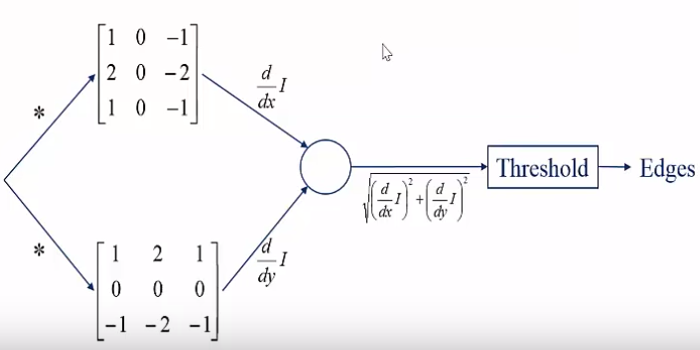 *
[1 0 -1]
[2 0 -2]
[1 0 -1]
d/dx I
√((d/dx I)² + (d/dy I)²)
Threshold
Edges
*
[1 2 1]
[0 0 0]
[-1 -2 -1]
d/dy I